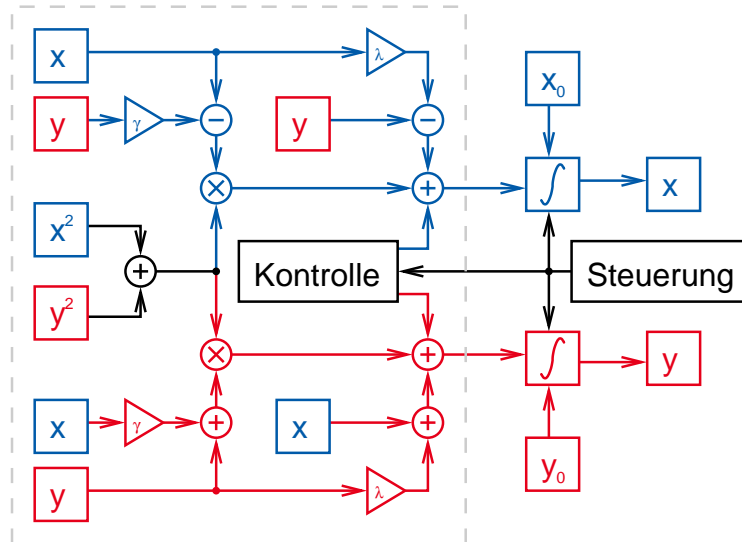 x
λ
x₀
y
γ
−
y
−
×
+
∫
x
x²
+
Kontrolle
Steuerung
y²
×
+
∫
y
x
γ
+
x
+
y
λ
y₀